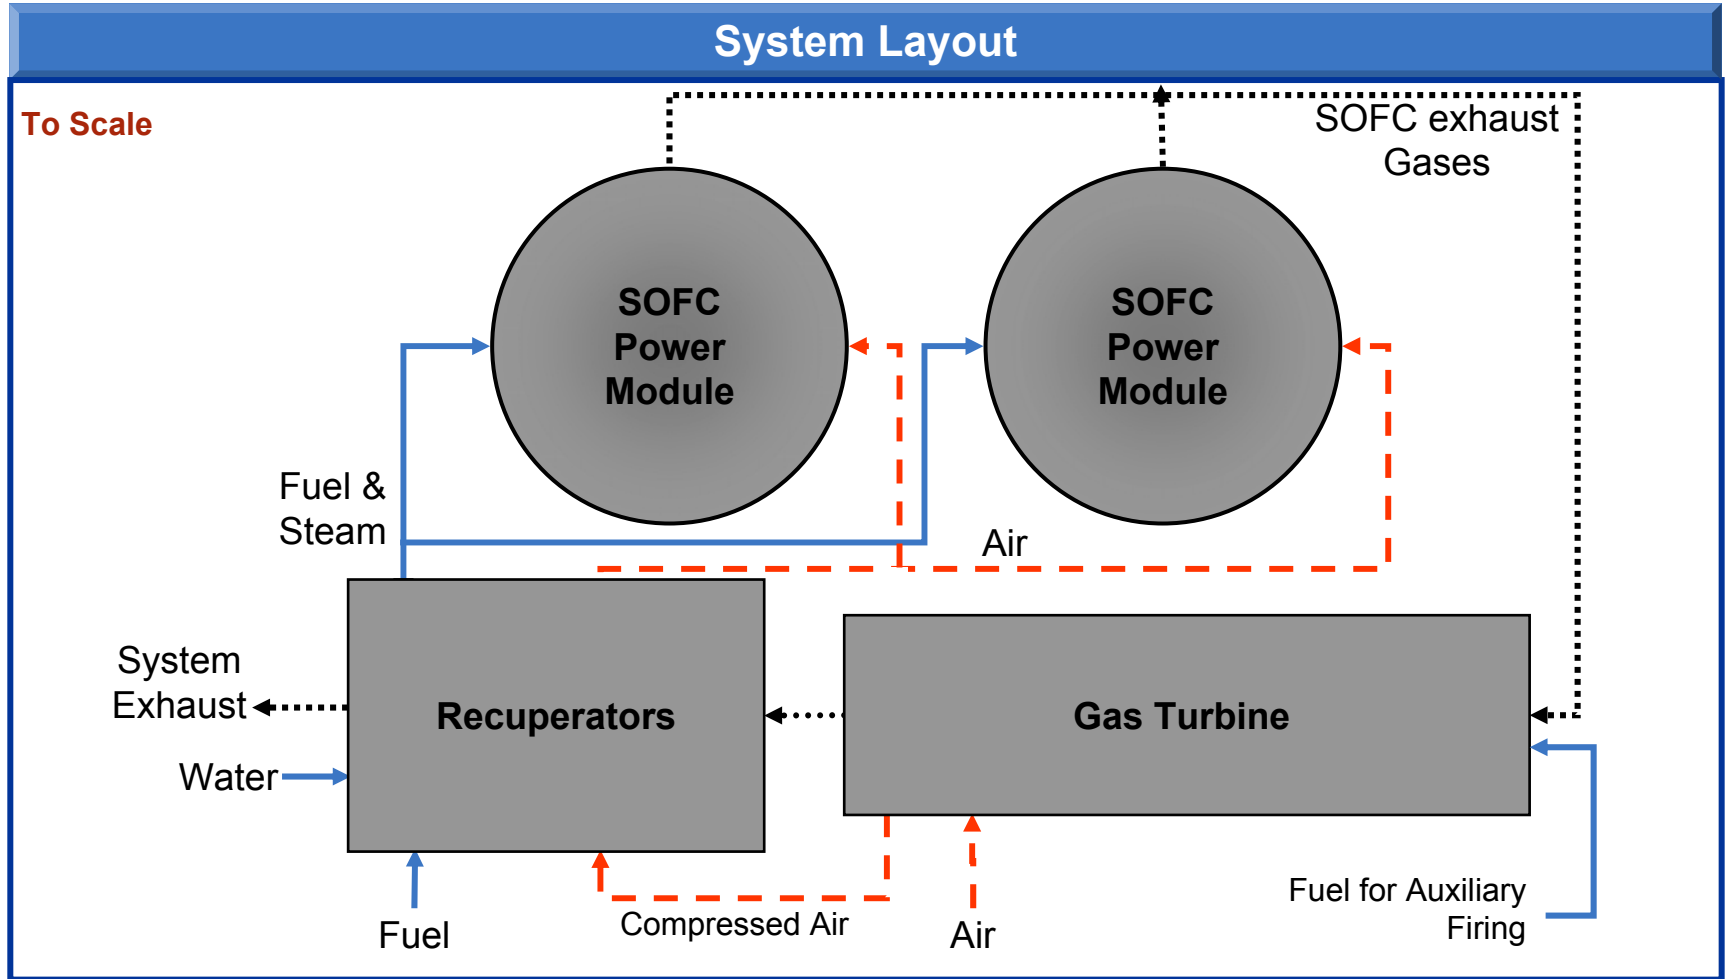 System Layout
To Scale
SOFC exhaust
Gases
SOFC
Power
Module
SOFC
Power
Module
Fuel &
Steam
Air
System
Exhaust
Recuperators
Gas Turbine
Water
Fuel for Auxiliary
Firing
Compressed Air
Fuel
Air